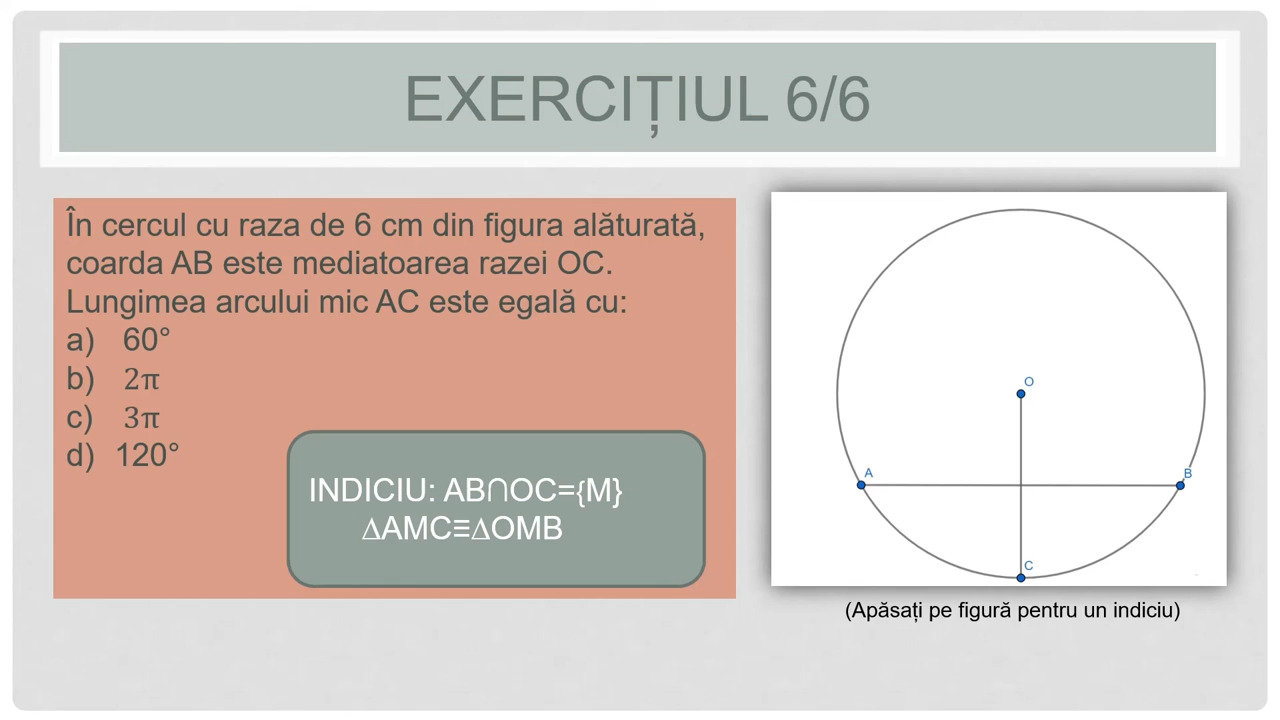 EXERCIȚIUL 6/6
În cercul cu raza de 6 cm din figura alăturată,
coarda AB este mediatoarea razei OC.
Lungimea arcului mic AC este egală cu:
a) 60°
b) 2π
c) 3π
d) 120°
INDICIU: AB∩OC={M}
∆AMC≡∆OMB
O
A
B
C
(Apăsați pe figură pentru un indiciu)